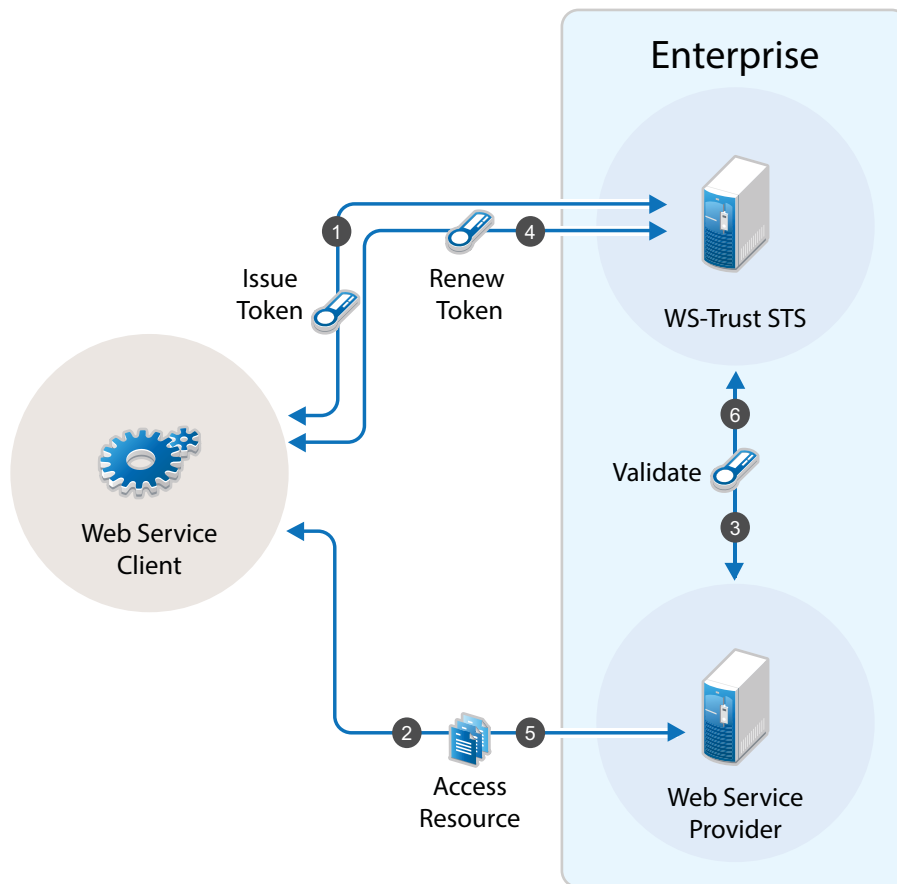 Enterprise
1
4
Issue
Token
Renew
Token
WS-Trust STS
6
Validate
3
Web Service
Client
2
5
Access
Resource
Web Service
Provider